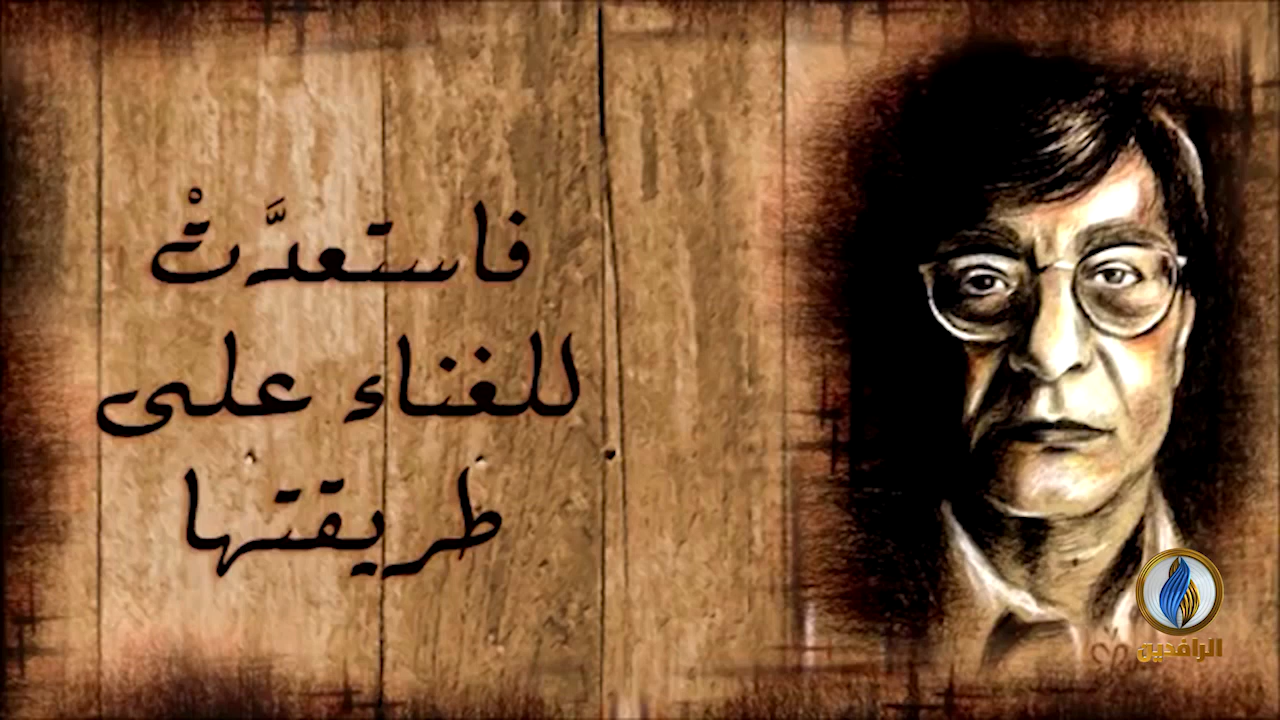 فاستعدَّتْ
للغناء على
طريقتها
الرافدين